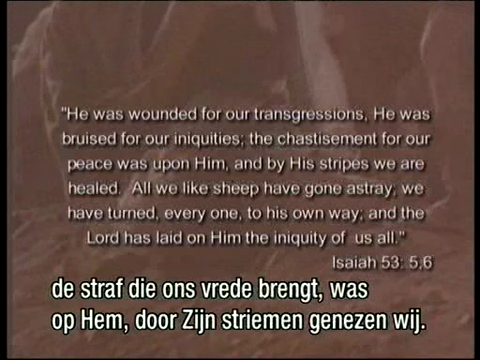 "He was wounded for our transgressions, He was
bruised for our iniquities; the chastisement for our
peace was upon Him, and by His stripes we are
healed.  All we like sheep have gone astray; we
have turned, every one, to his own way; and the
Lord has laid on Him the iniquity of  us all."
Isaiah 53: 5,6
de straf die ons vrede brengt, was
op Hem, door Zijn striemen genezen wij.